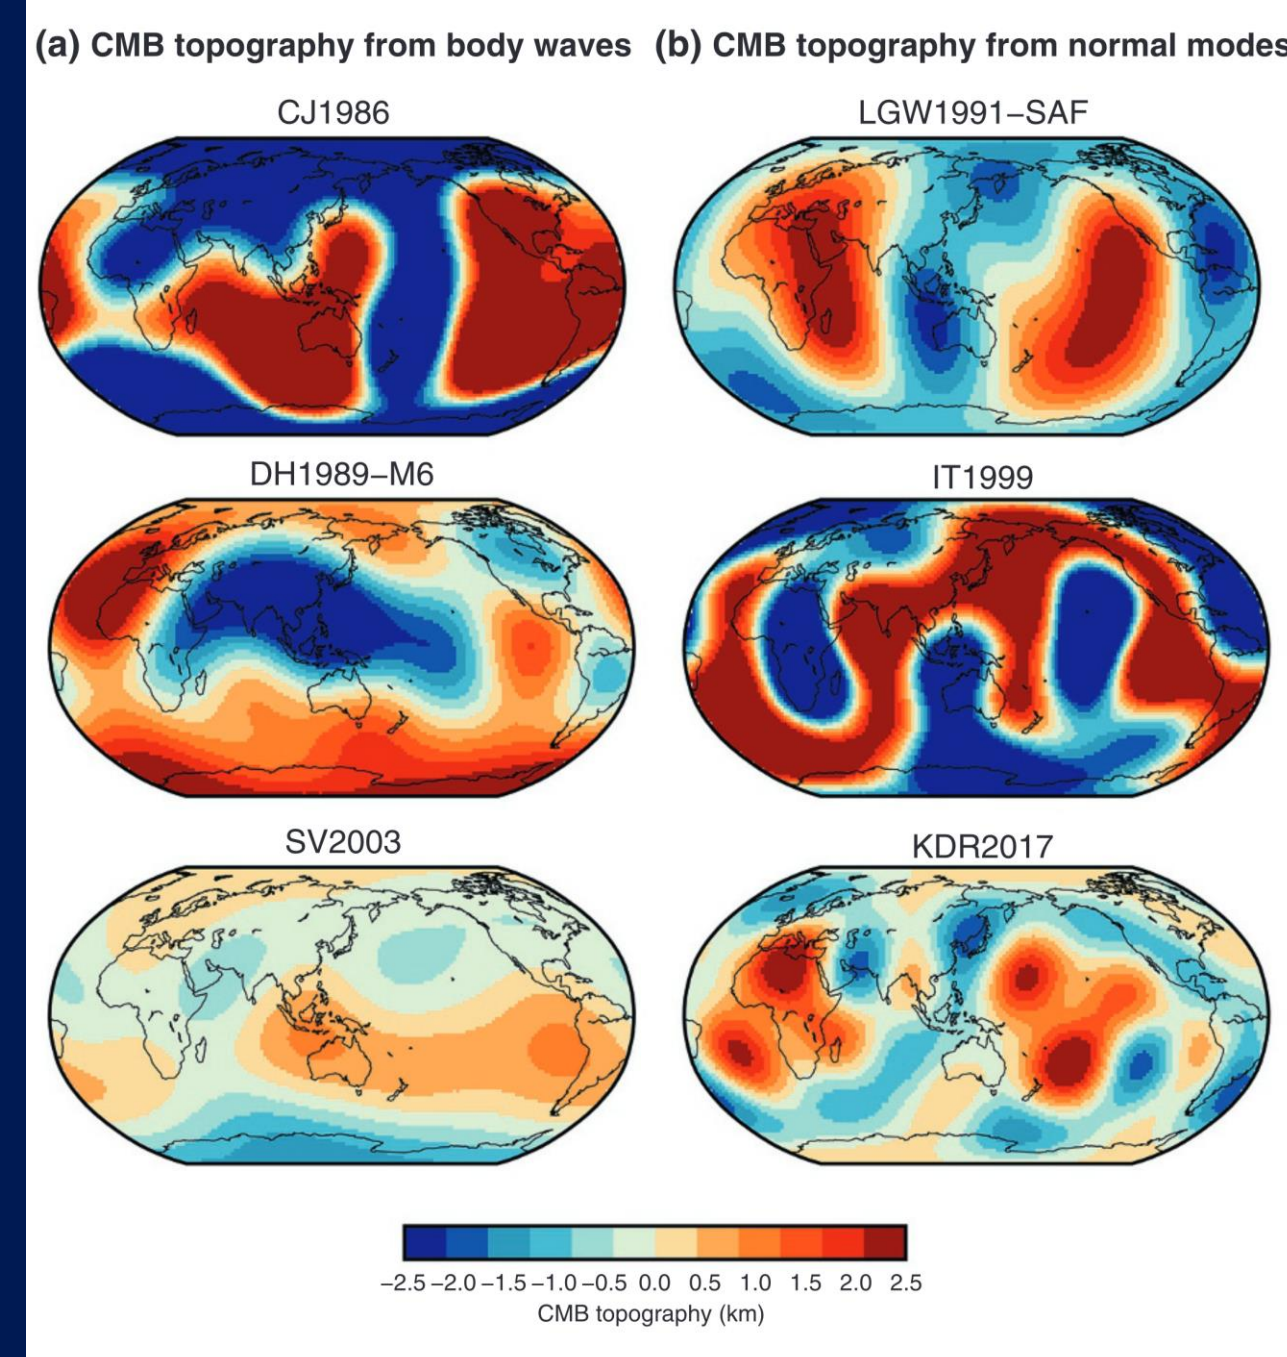 (a) CMB topography from body waves
(b) CMB topography from normal modes
CJ1986
LGW1991−SAF
DH1989−M6
IT1999
SV2003
KDR2017
−2.5 −2.0 −1.5 −1.0 −0.5 0.0 0.5 1.0 1.5 2.0 2.5
CMB topography (km)